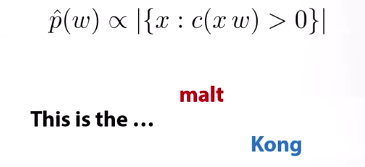 p̂(w) ∝ |{x : c(x w) > 0}|
malt
This is the ...
Kong